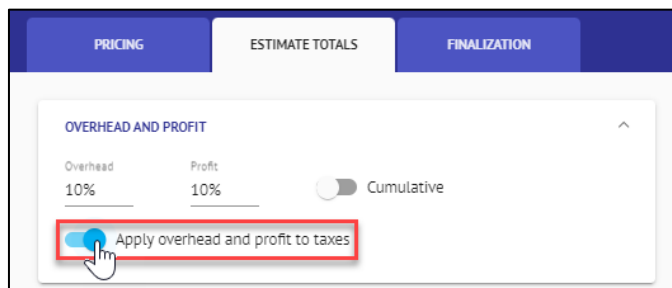 PRICING
ESTIMATE TOTALS
FINALIZATION
OVERHEAD AND PROFIT
Overhead
Profit
10%
10%
Cumulative
Apply overhead and profit to taxes